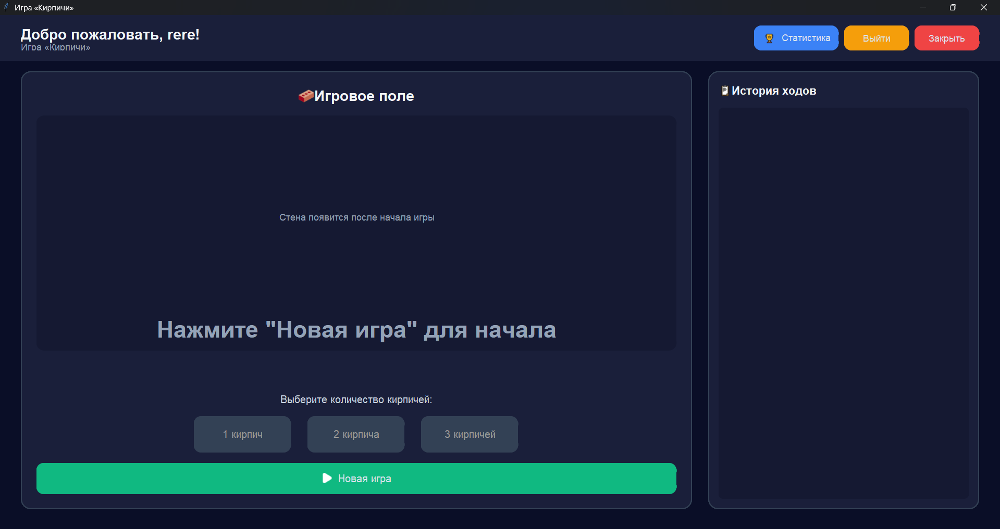 Игра «Кирпичи»
Добро пожаловать, rere!
Игра «Кирпичи»
Статистика
Выйти
Закрыть
Игровое поле
Стена появится после начала игры
Нажмите "Новая игра" для начала
Выберите количество кирпичей:
1 кирпич
2 кирпича
3 кирпичей
Новая игра
История ходов